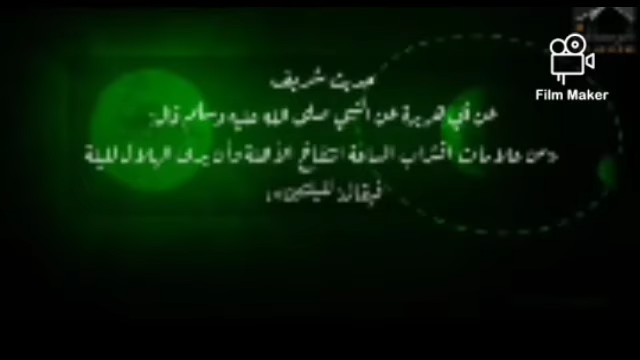 Film Maker
حديث شريف
عن أبي هريرة عن النبي صلى الله عليه وسلم قال:
«من علامات اقتراب الساعة انتفاخ الأهلة وأن يرى الهلال لليلة
فيقال: لليلتين»